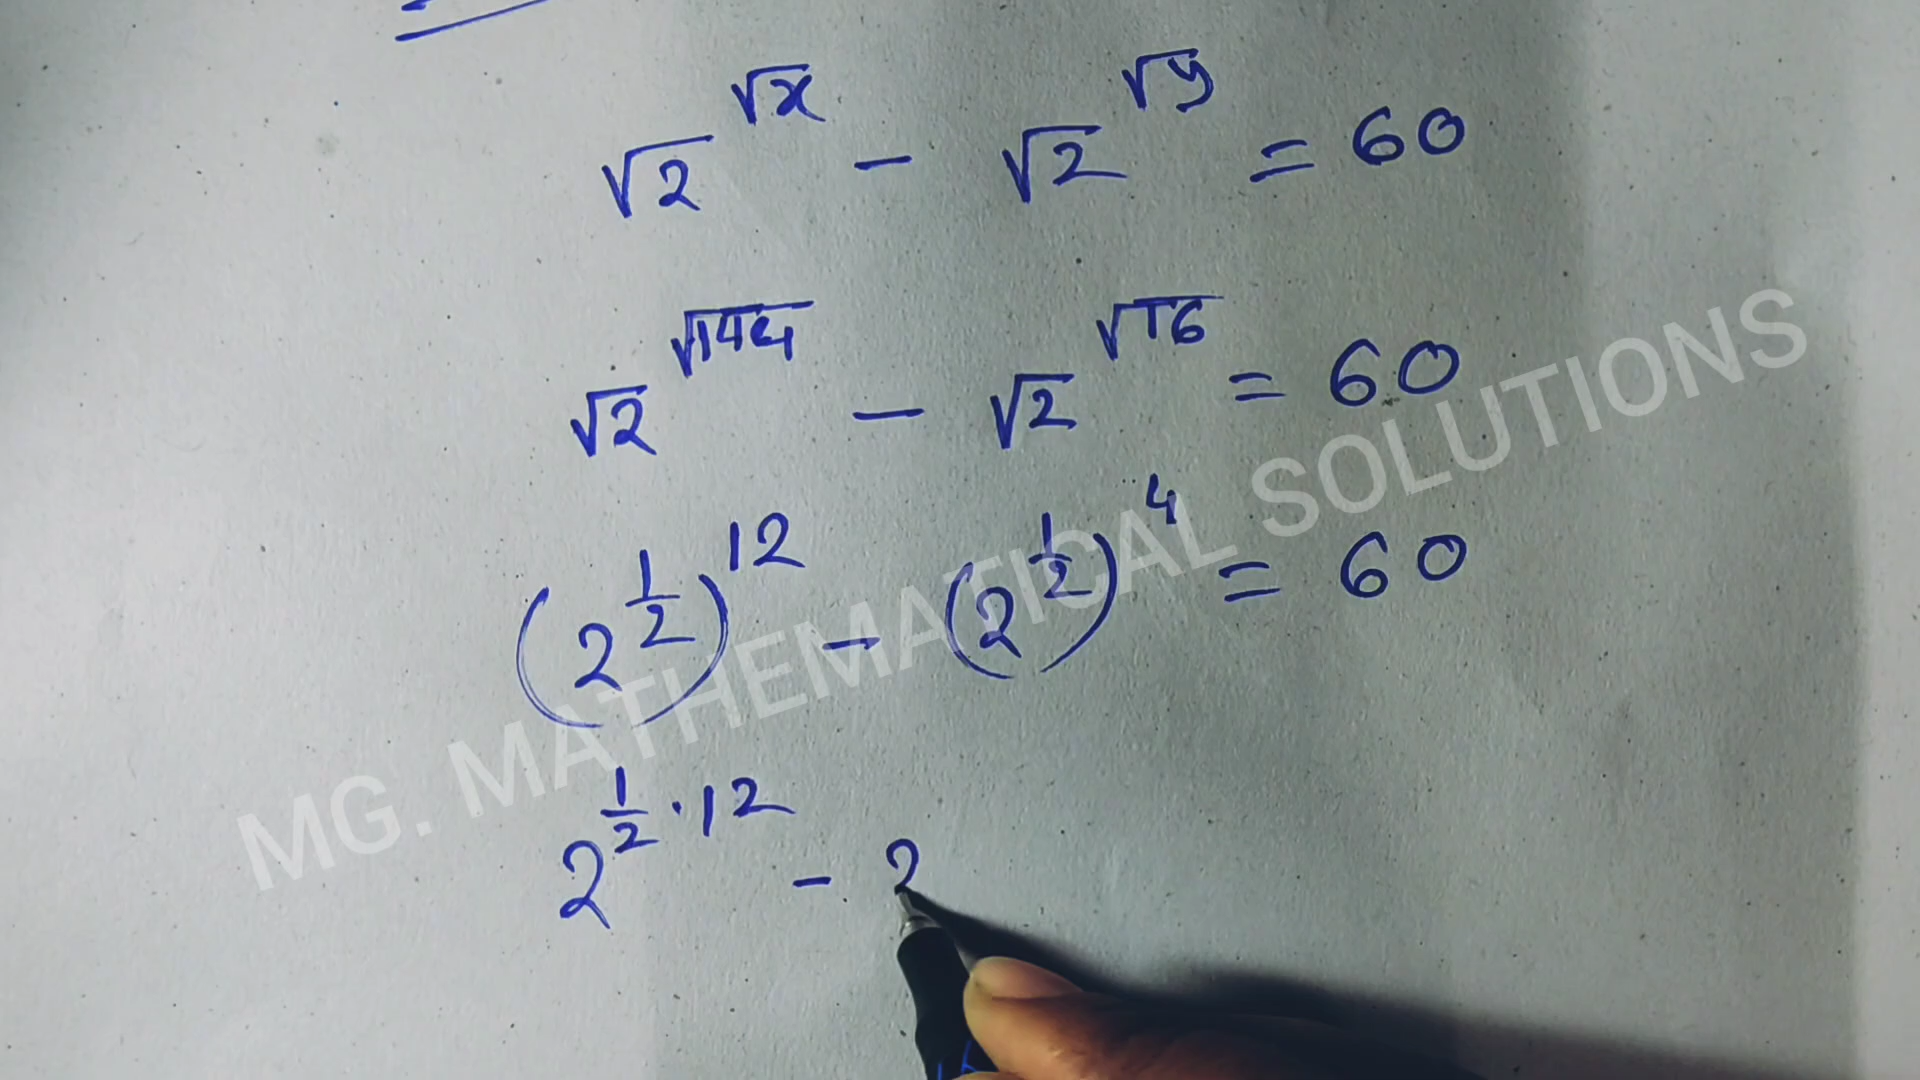 √2^√x − √2^√y = 60
√2^√144 − √2^√16 = 60
(2^(1/2))^12 − (2^(1/2))^4 = 60
2^(1/2 · 12) − 2
MG. MATHEMATICAL SOLUTIONS